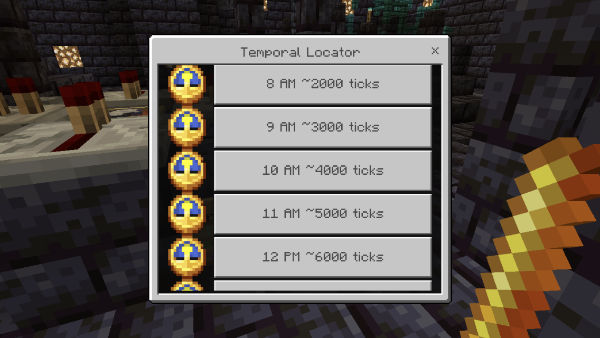 Temporal Locator
8 AM ~2000 ticks
9 AM ~3000 ticks
10 AM ~4000 ticks
11 AM ~5000 ticks
12 PM ~6000 ticks